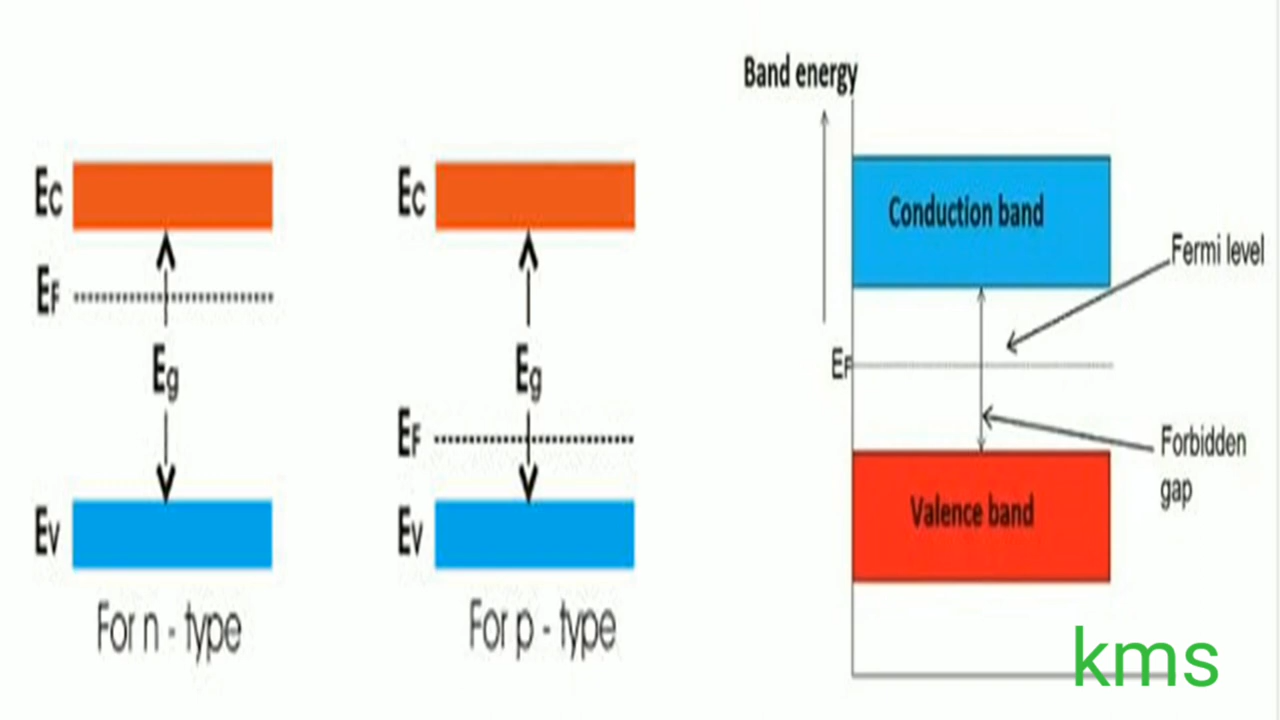 Ec
EF
Eg
Ev
For n - type
Ec
Eg
EF
Ev
For p - type
Band energy
Conduction band
Fermi level
EF
Forbidden
gap
Valence band
kms